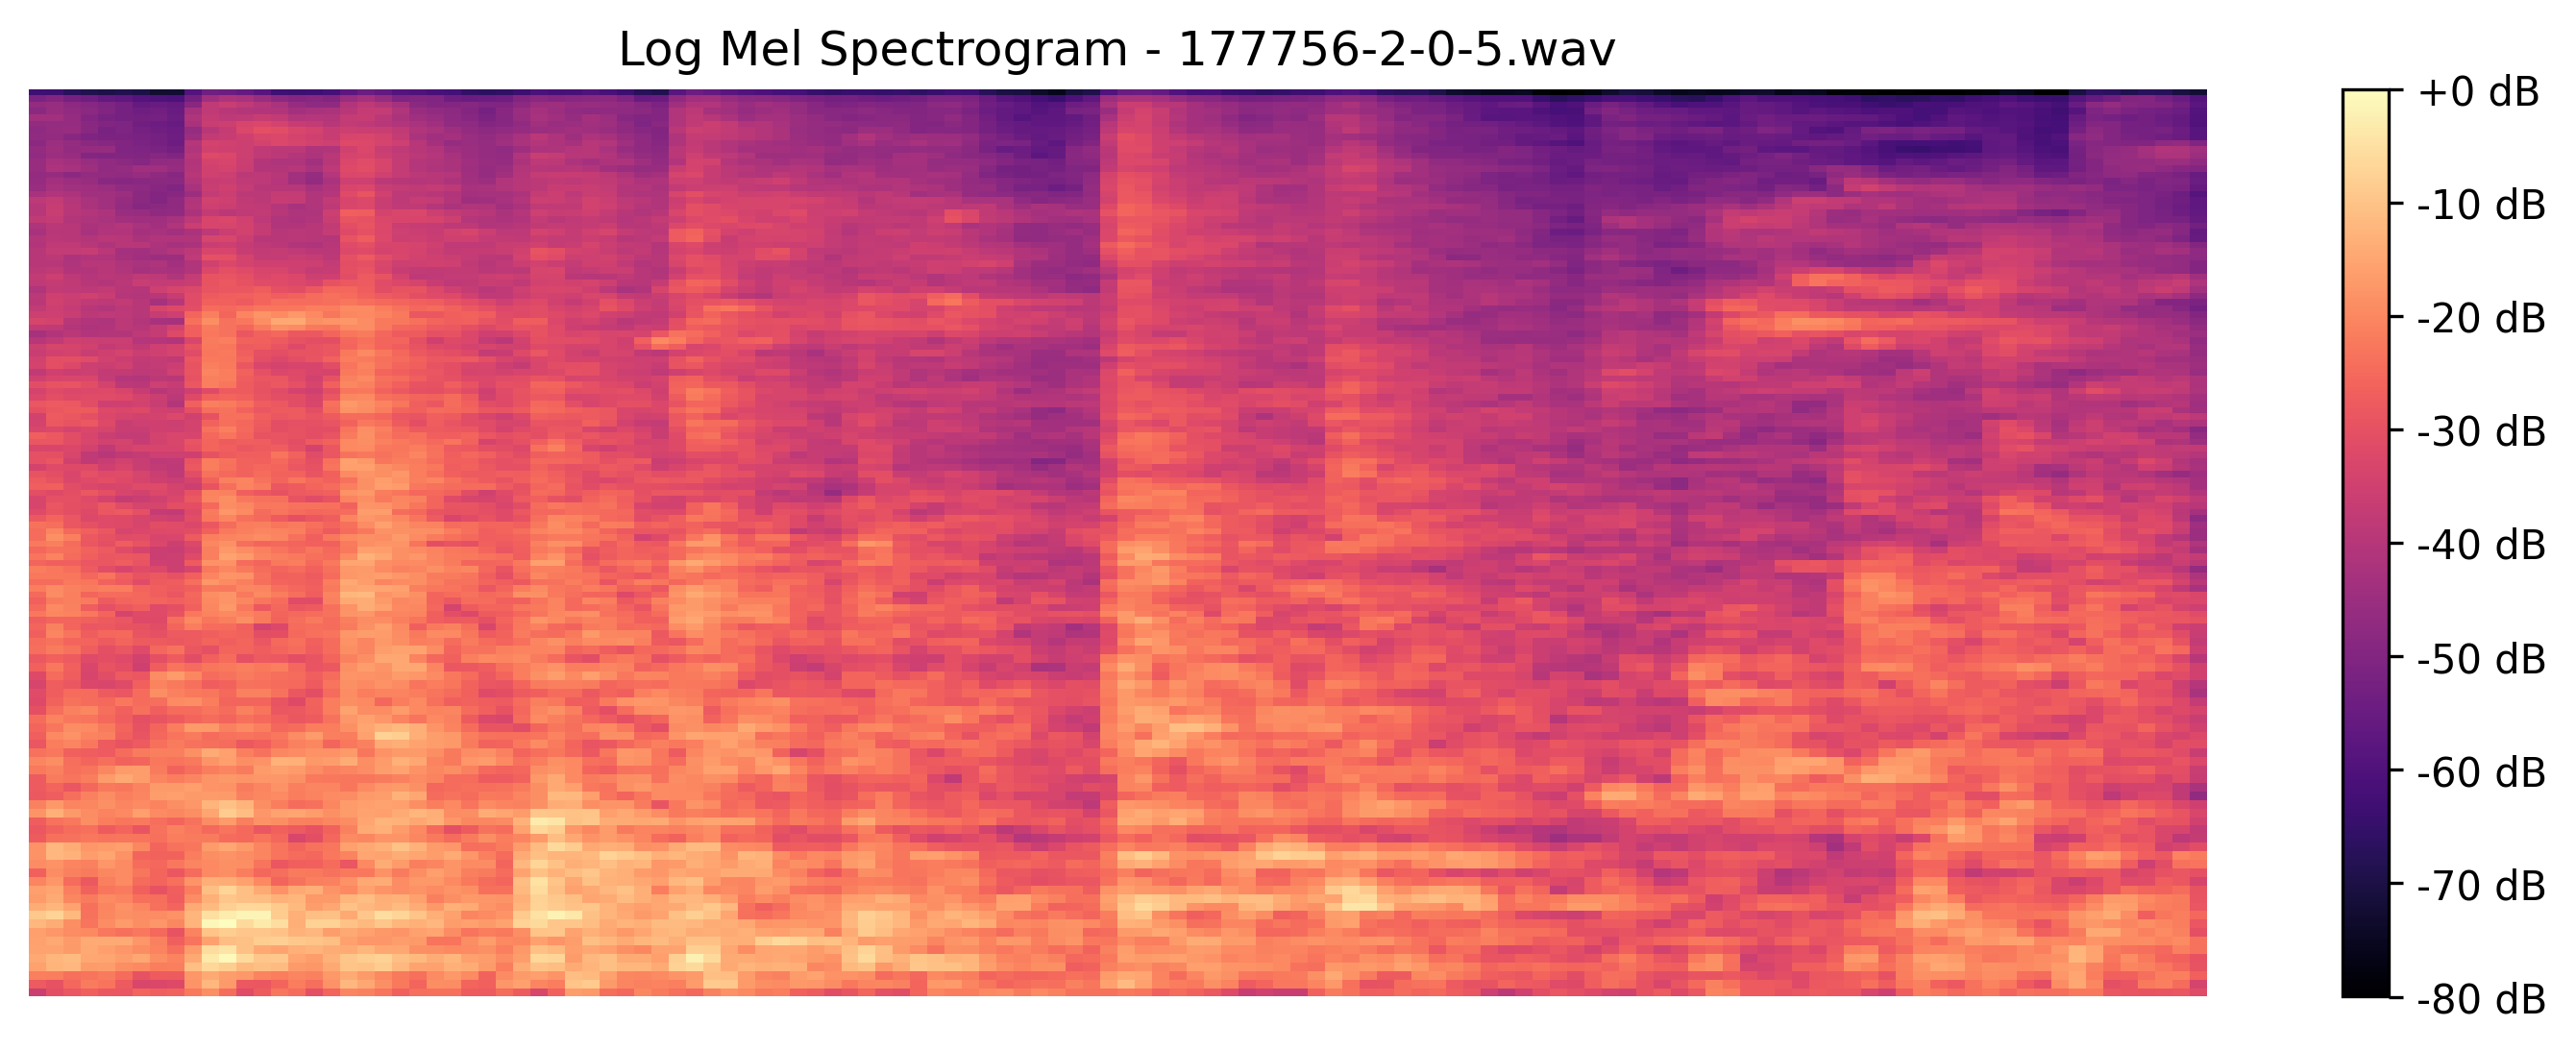 Log Mel Spectrogram - 177756-2-0-5.wav
+0 dB
-10 dB
-20 dB
-30 dB
-40 dB
-50 dB
-60 dB
-70 dB
-80 dB